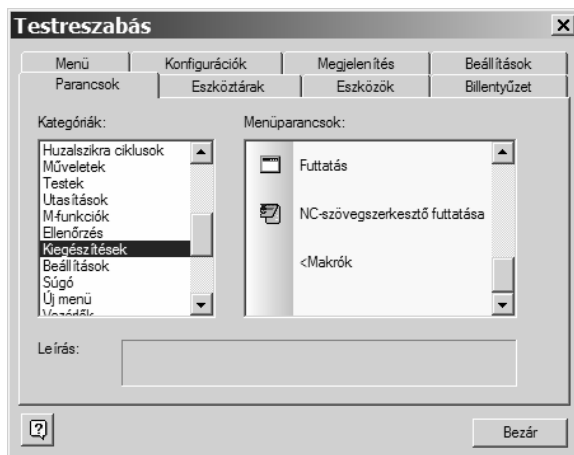 Testreszabás
Menü
Konfigurációk
Megjelenítés
Beállítások
Parancsok
Eszköztárak
Eszközök
Billentyűzet
Kategóriák:
Huzalszikra ciklusok
Műveletek
Testek
Utasítások
M-funkciók
Ellenőrzés
Kiegészítések
Beállítások
Súgó
Új menü
Menüparancsok:
Futtatás
NC-szövegszerkesztő futtatása
<Makrók
Leírás:
Bezár